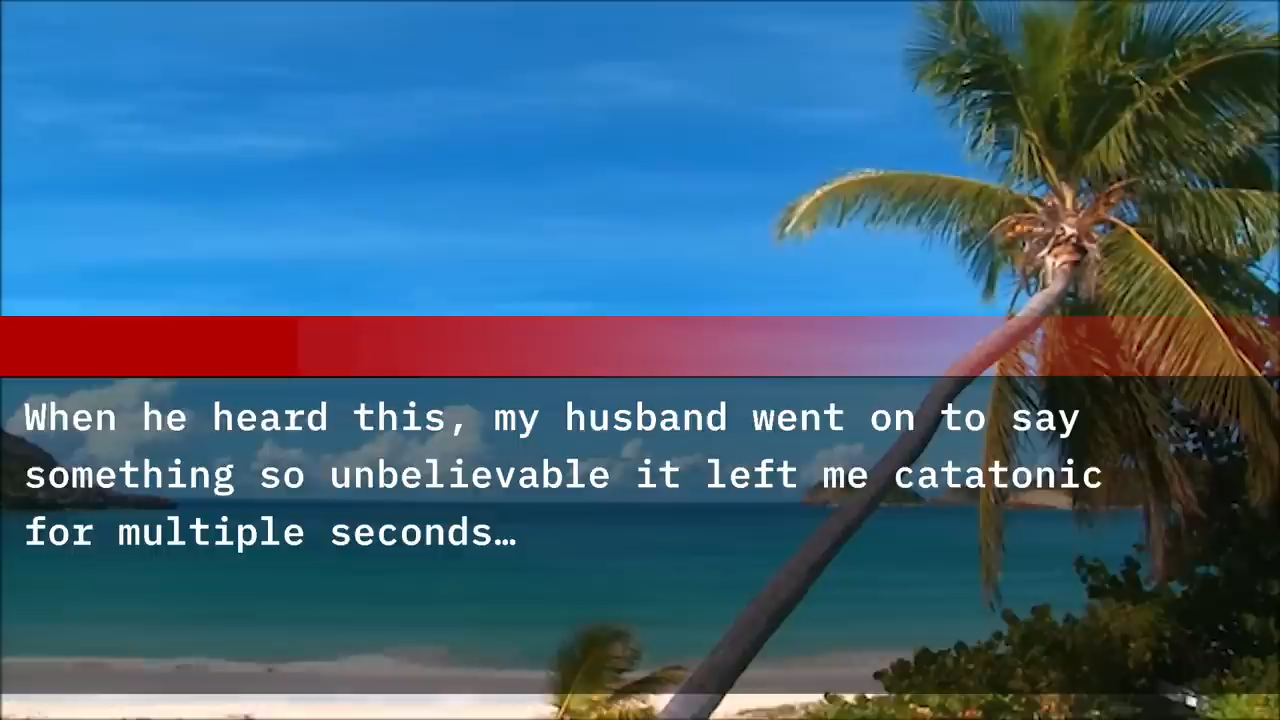 When he heard this, my husband went on to say
something so unbelievable it left me catatonic
for multiple seconds…